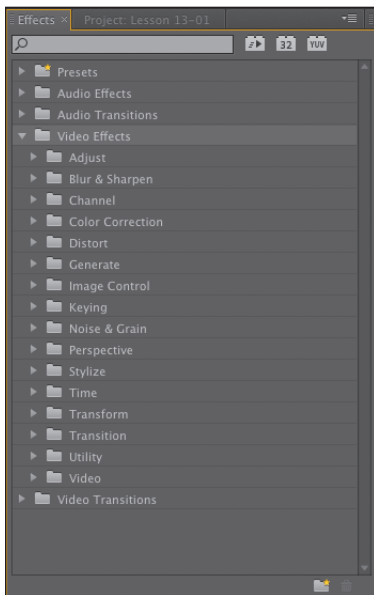 Effects × Project: Lesson 13-01
32 YUV
Presets
Audio Effects
Audio Transitions
Video Effects
Adjust
Blur & Sharpen
Channel
Color Correction
Distort
Generate
Image Control
Keying
Noise & Grain
Perspective
Stylize
Time
Transform
Transition
Utility
Video
Video Transitions